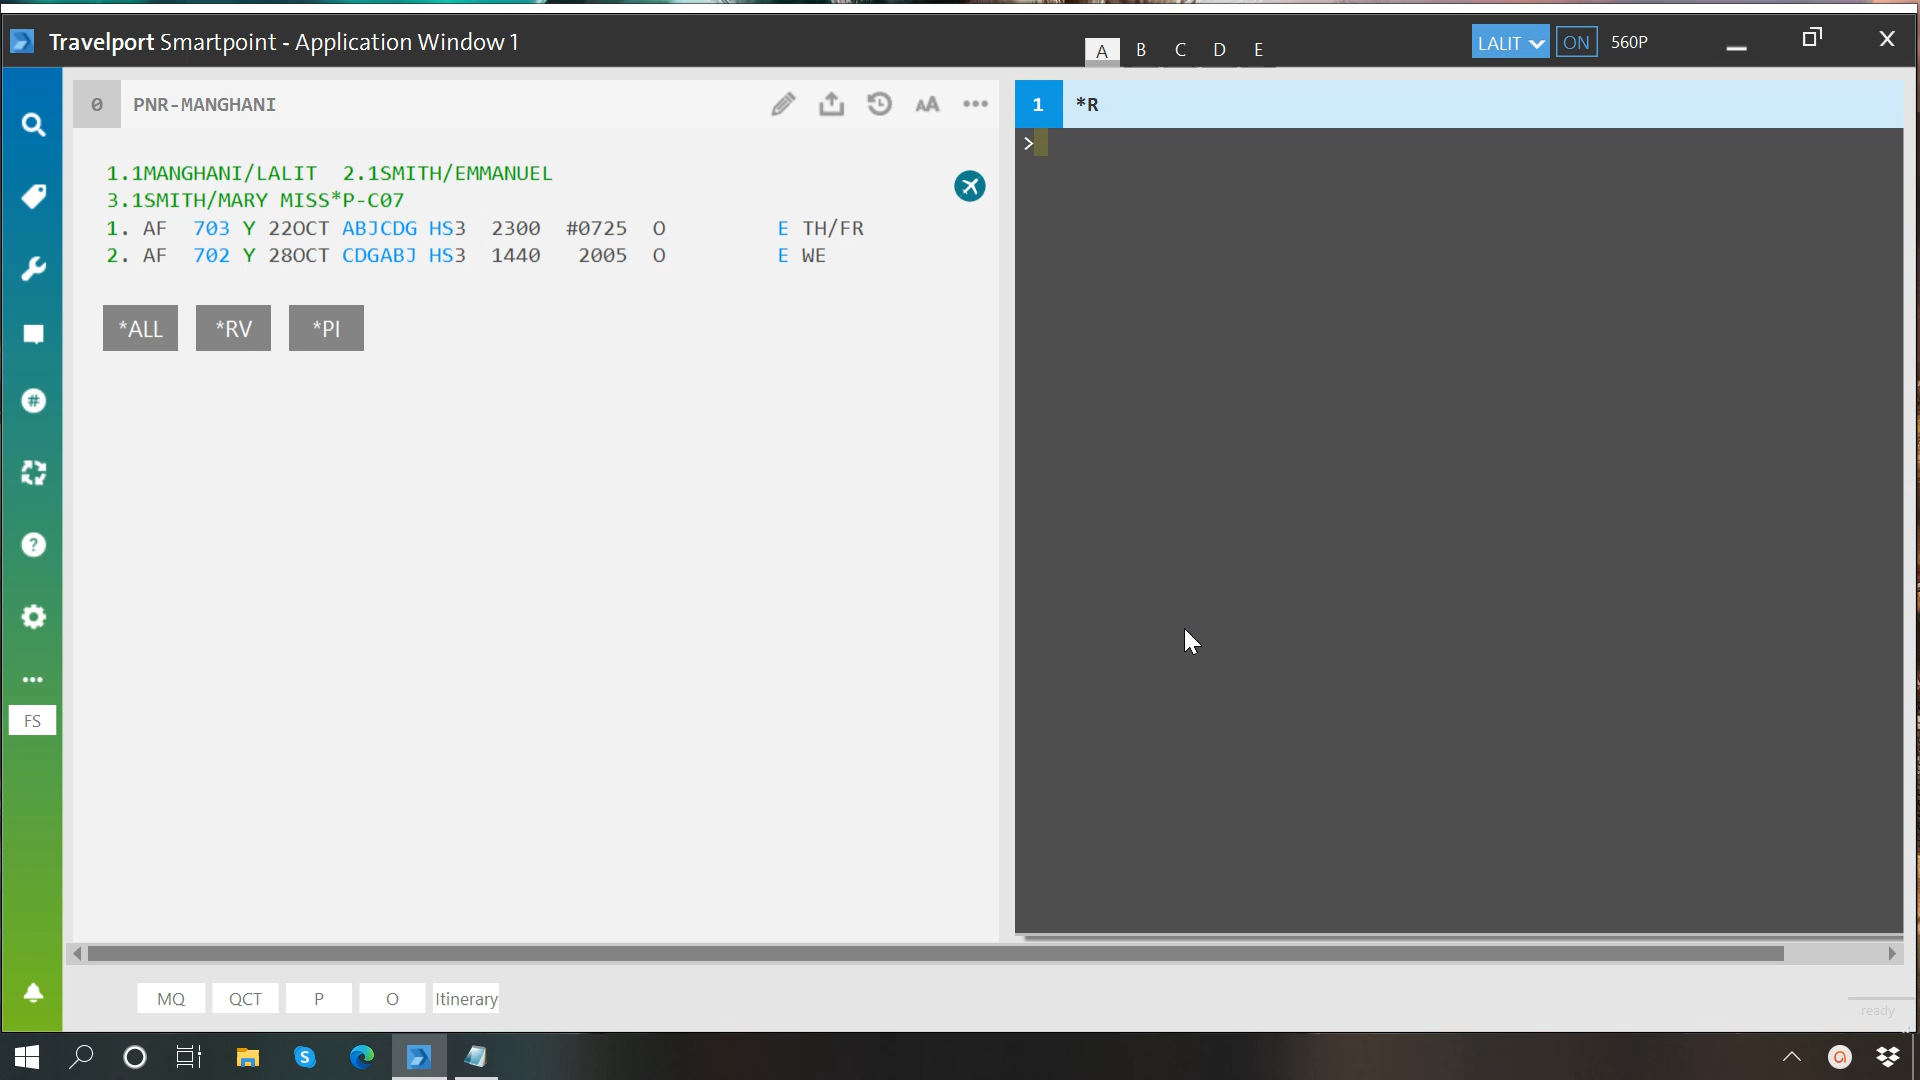 Travelport Smartpoint - Application Window 1
A B C D E
LALIT ON 560P
0 PNR-MANGHANI
1 *R
>
1.1MANGHANI/LALIT 2.1SMITH/EMMANUEL
3.1SMITH/MARY MISS*P-C07
1. AF 703 Y 22OCT ABJCDG HS3 2300 #0725 O E TH/FR
2. AF 702 Y 28OCT CDGABJ HS3 1440 2005 O E WE
*ALL *RV *PI
FS
MQ QCT P O Itinerary
ready